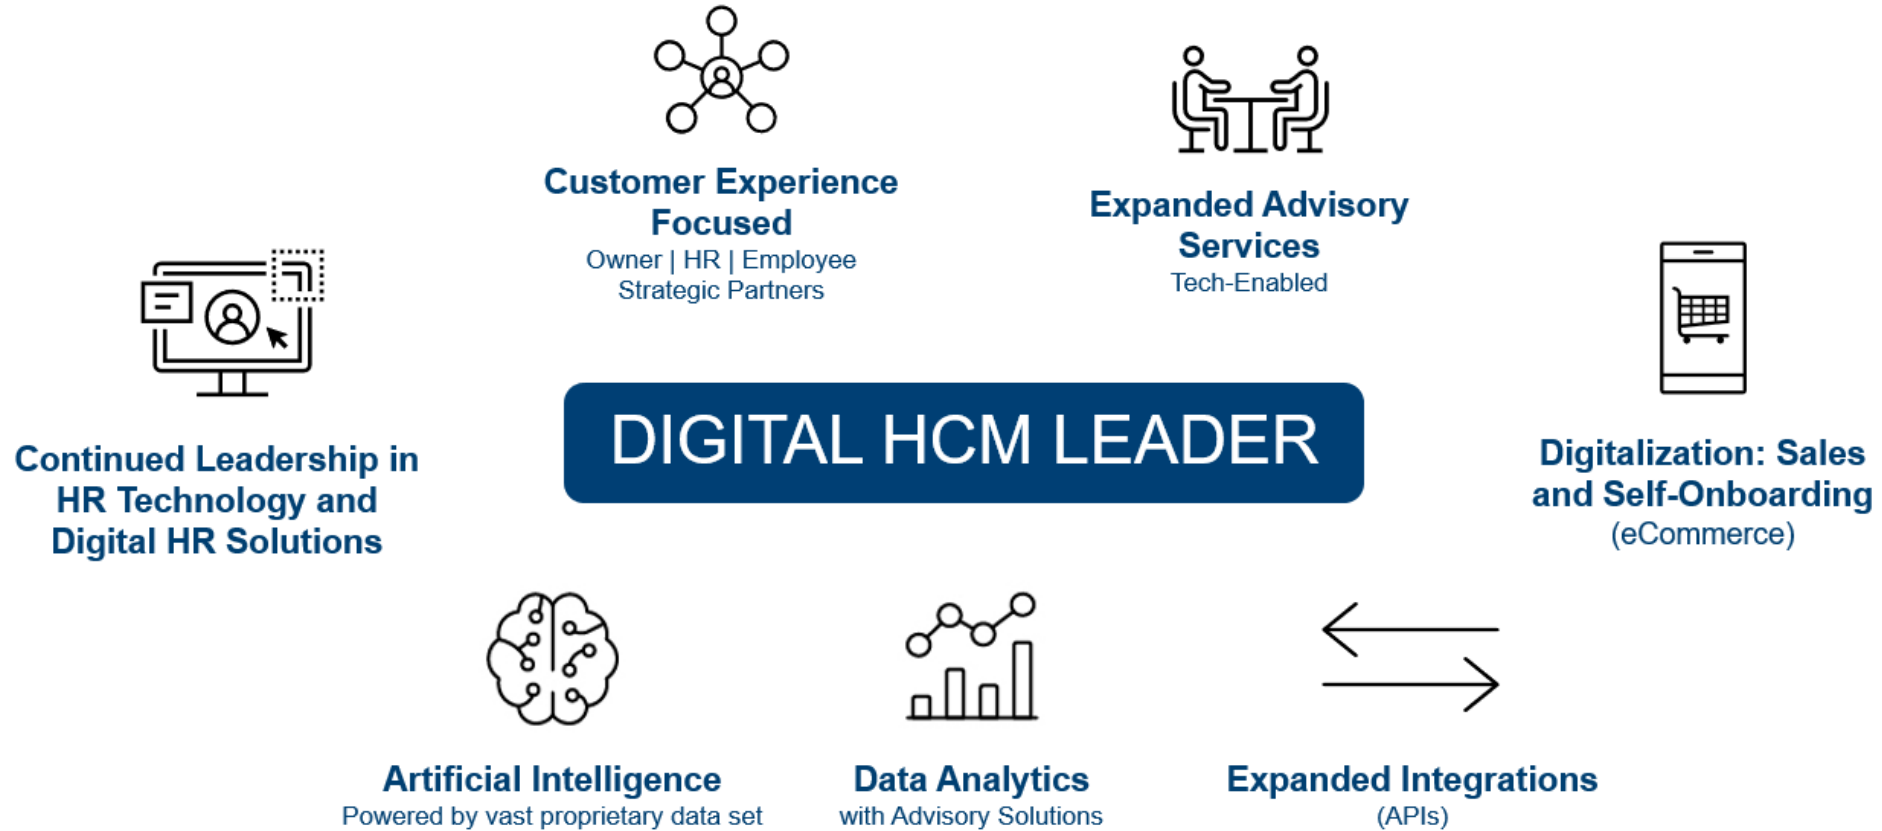 Customer Experience
Focused
Owner | HR | Employee
Strategic Partners
Expanded Advisory
Services
Tech-Enabled
Continued Leadership in
HR Technology and
Digital HR Solutions
DIGITAL HCM LEADER
Digitalization: Sales
and Self-Onboarding
(eCommerce)
Artificial Intelligence
Powered by vast proprietary data set
Data Analytics
with Advisory Solutions
Expanded Integrations
(APIs)